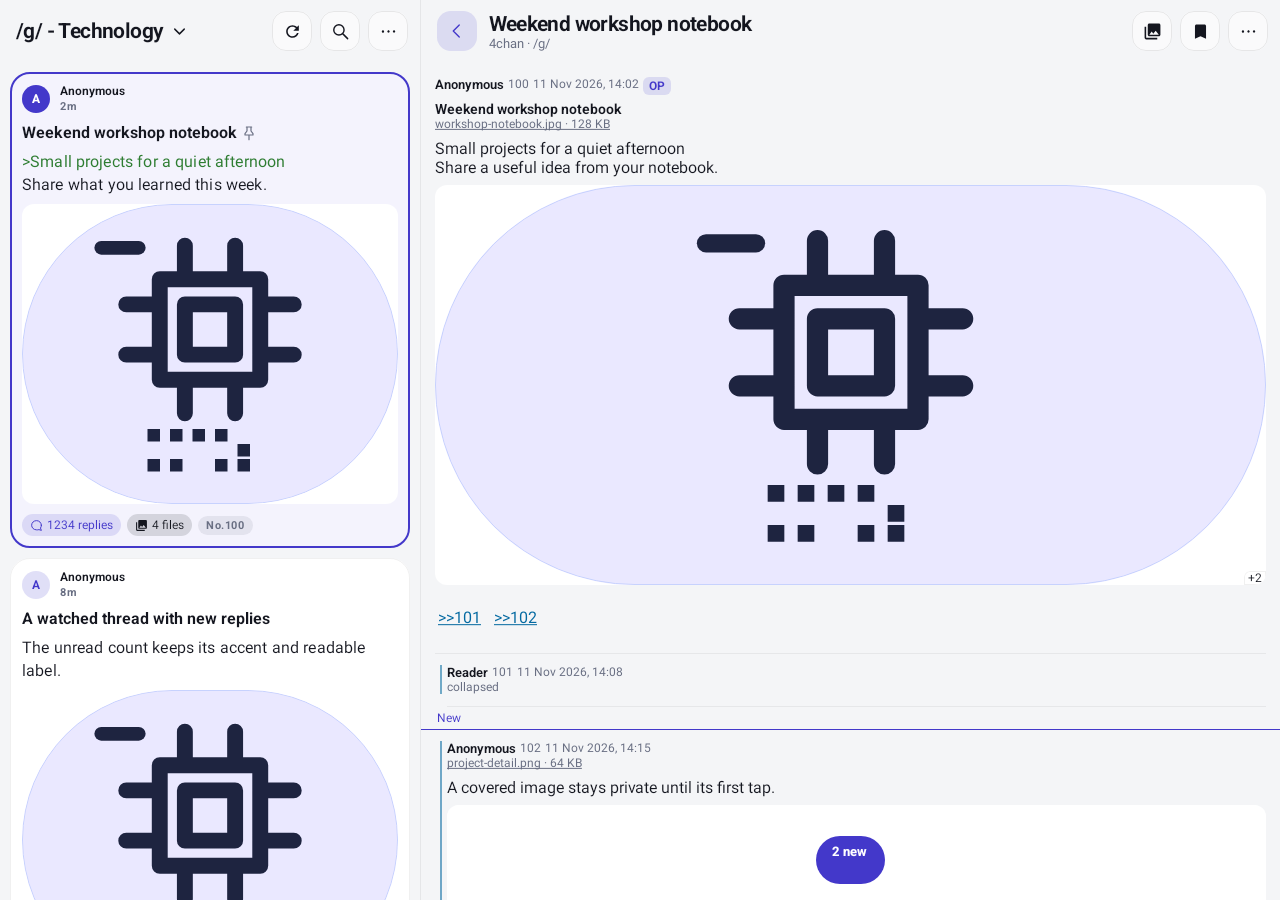 /g/ - Technology
A
Anonymous
2m
Weekend workshop notebook
>Small projects for a quiet afternoon
Share what you learned this week.
1234 replies
4 files
No.100
A
Anonymous
8m
A watched thread with new replies
The unread count keeps its accent and readable
label.
Weekend workshop notebook
4chan · /g/
Anonymous 100 11 Nov 2026, 14:02 OP
Weekend workshop notebook
workshop-notebook.jpg · 128 KB
Small projects for a quiet afternoon
Share a useful idea from your notebook.
+2
>>101 >>102
Reader 101 11 Nov 2026, 14:08
collapsed
New
Anonymous 102 11 Nov 2026, 14:15
project-detail.png · 64 KB
A covered image stays private until its first tap.
2 new